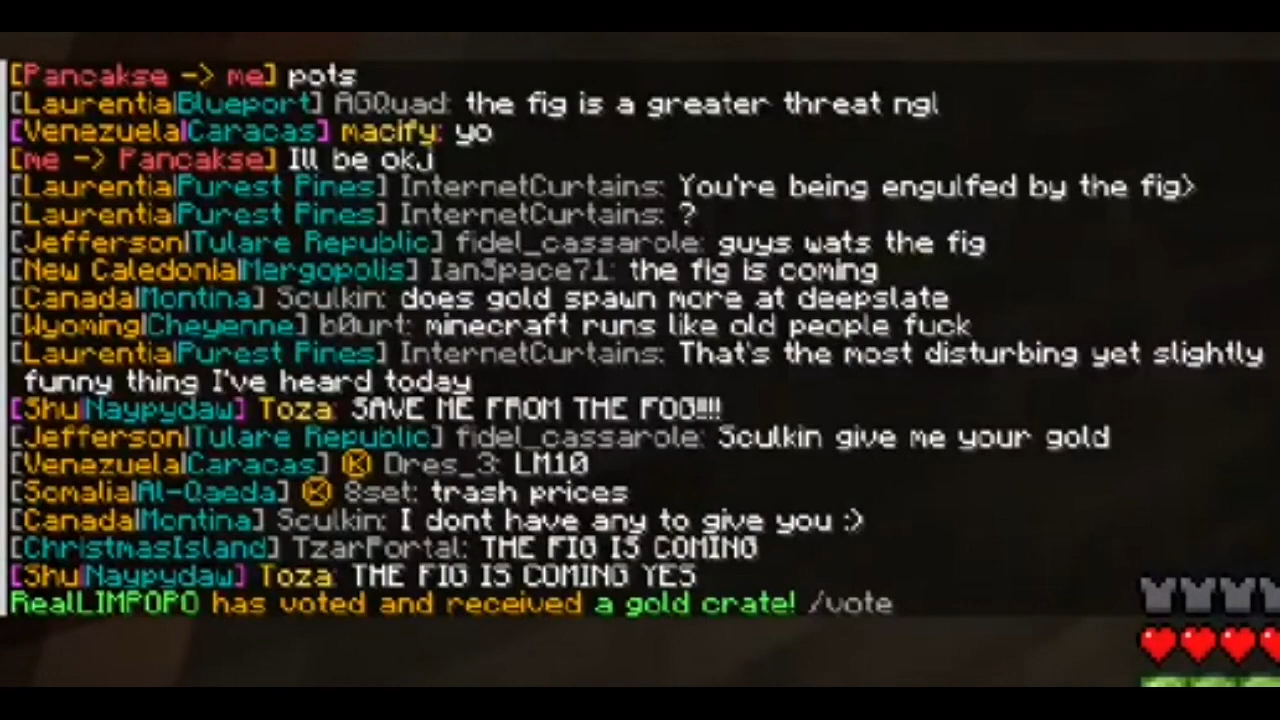 [Pancakse -> me] pots
[Laurentia|Blueport] AGQuad: the fig is a greater threat ngl
[Venezuela|Caracas] macify: yo
[me -> Pancakse] Ill be okj
[Laurentia|Purest Pines] InternetCurtains: You're being engulfed by the fig>
[Laurentia|Purest Pines] InternetCurtains: ?
[Jefferson|Tulare Republic] fidel_cassarole: guys wats the fig
[New Caledonia|Mergopolis] IanSpace71: the fig is coming
[Canada|Montina] Sculkin: does gold spawn more at deepslate
[Wyoming|Cheyenne] b0urt: minecraft runs like old people fuck
[Laurentia|Purest Pines] InternetCurtains: That's the most disturbing yet slightly
funny thing I've heard today
[Shu|Naypydaw] Toza: SAVE ME FROM THE FOG!!!!
[Jefferson|Tulare Republic] fidel_cassarole: Sculkin give me your gold
[Venezuela|Caracas] K Dres_3: LM10
[Somalia|Al-Qaeda] K 8set: trash prices
[Canada|Montina] Sculkin: I dont have any to give you :)
[ChristmasIsland] TzarPortal: THE FIG IS COMING
[Shu|Naypydaw] Toza: THE FIG IS COMING YES
RealLIMPOPO has voted and received a gold crate! /vote